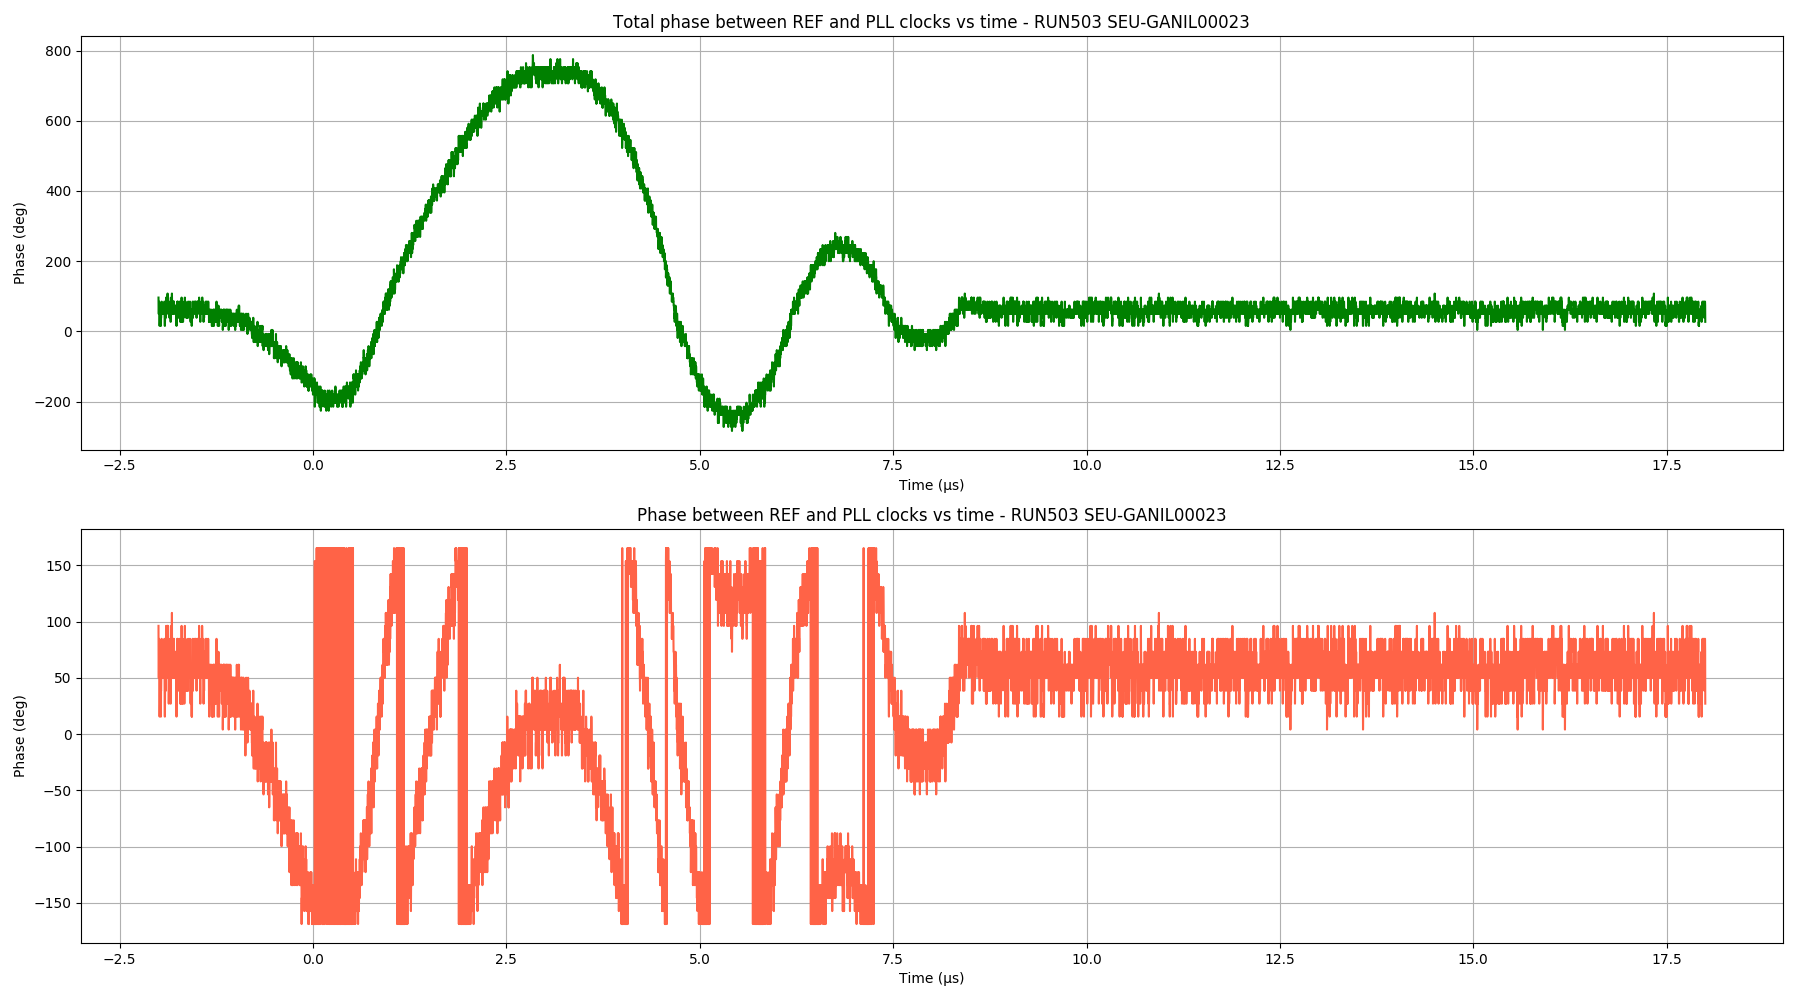 Total phase between REF and PLL clocks vs time - RUN503 SEU-GANIL00023
800
600
400
200
0
−200
Phase (deg)
−2.5 0.0 2.5 5.0 7.5 10.0 12.5 15.0 17.5
Time (µs)
Phase between REF and PLL clocks vs time - RUN503 SEU-GANIL00023
150
100
50
0
−50
−100
−150
Phase (deg)
−2.5 0.0 2.5 5.0 7.5 10.0 12.5 15.0 17.5
Time (µs)